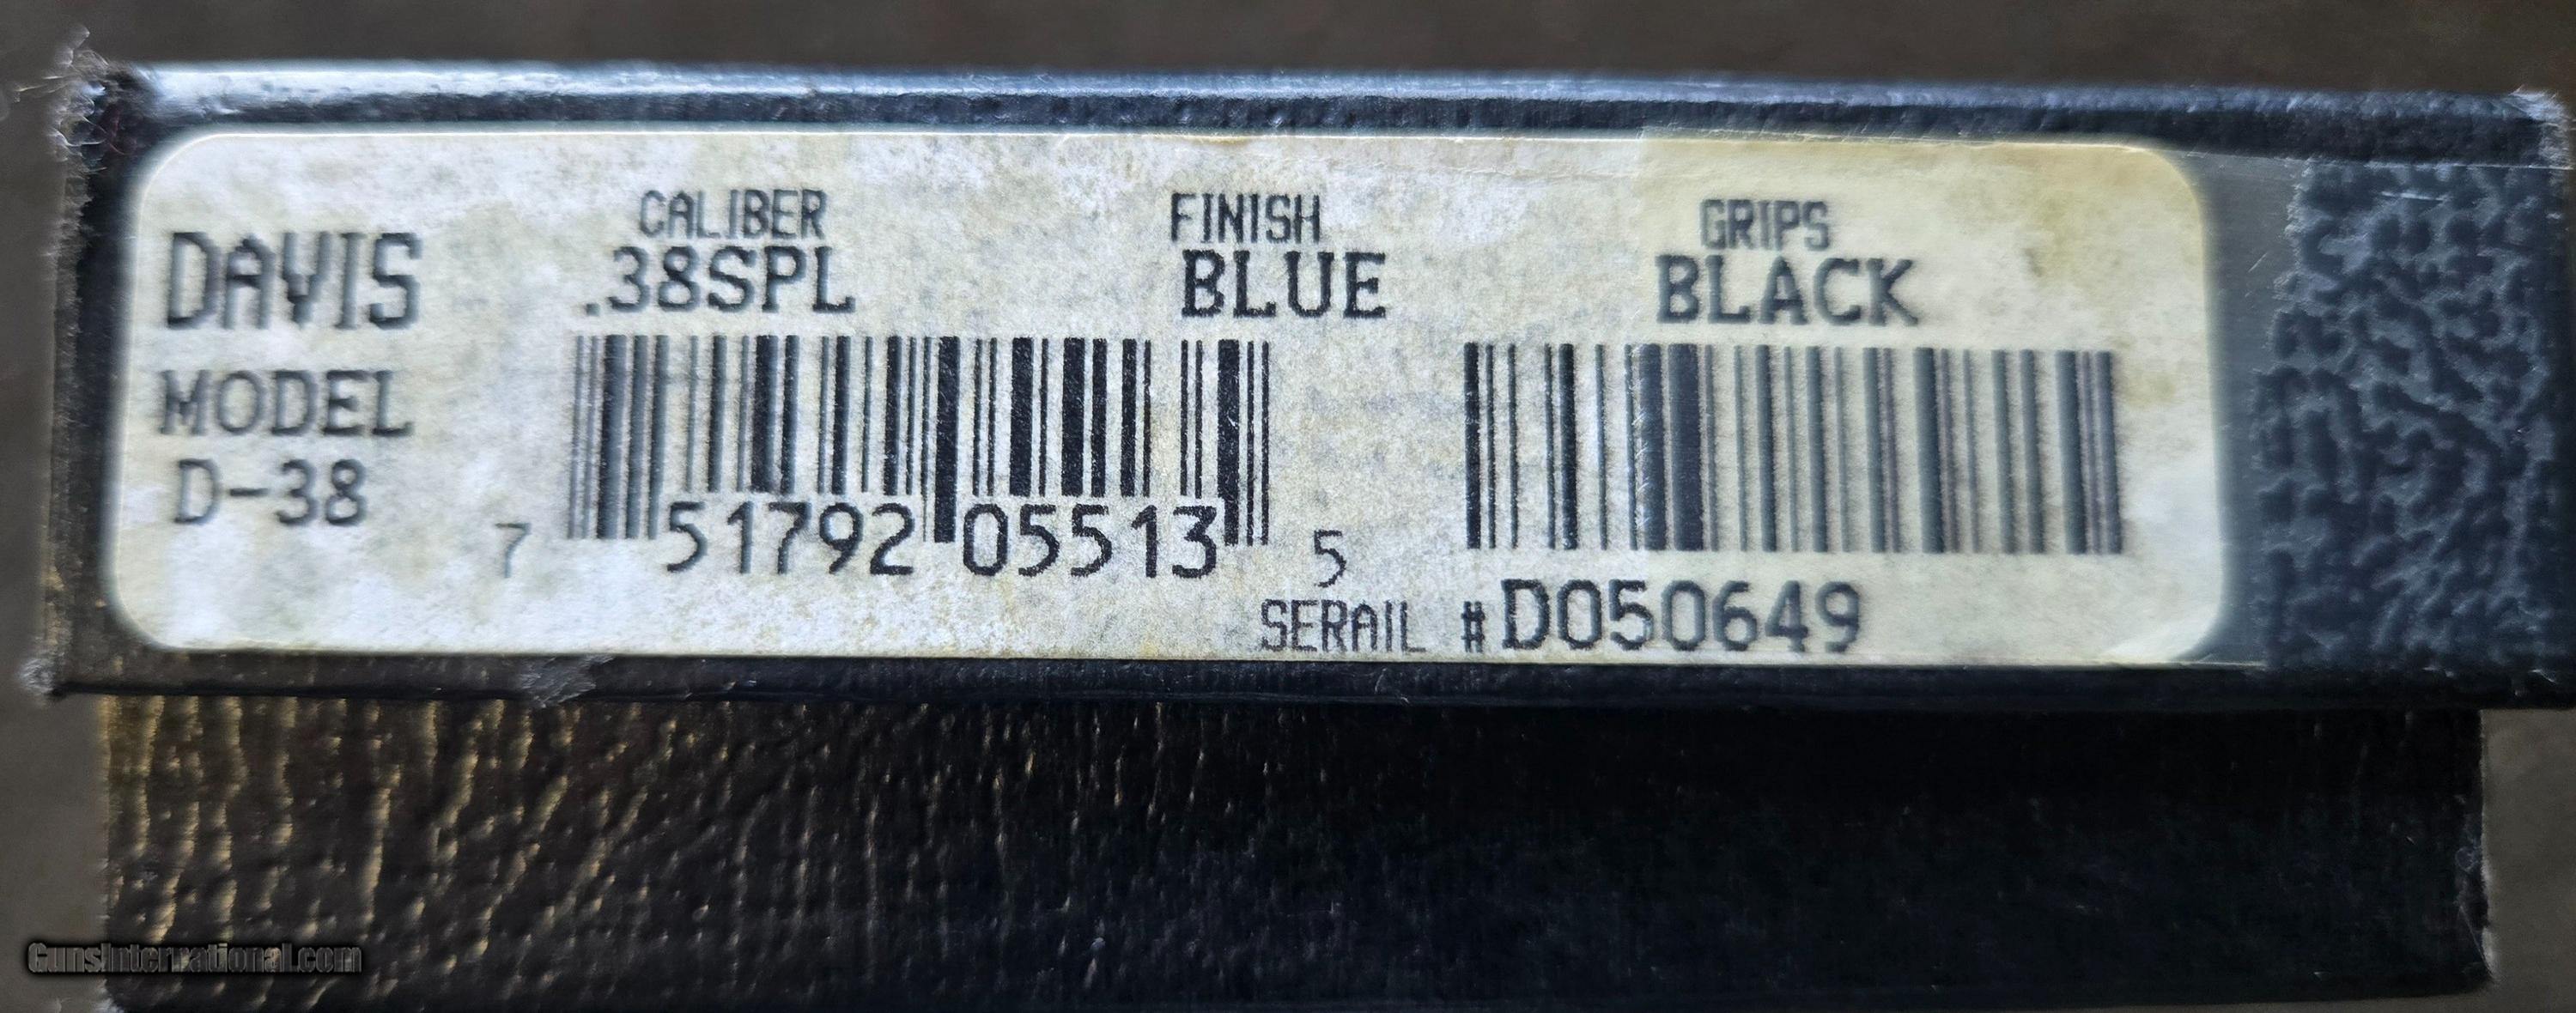 DAVIS
MODEL
D-38
CALIBER
.38SPL
FINISH
BLUE
GRIPS
BLACK
7 51792 05513 5
SERAIL #D050649
GunsInternational.com